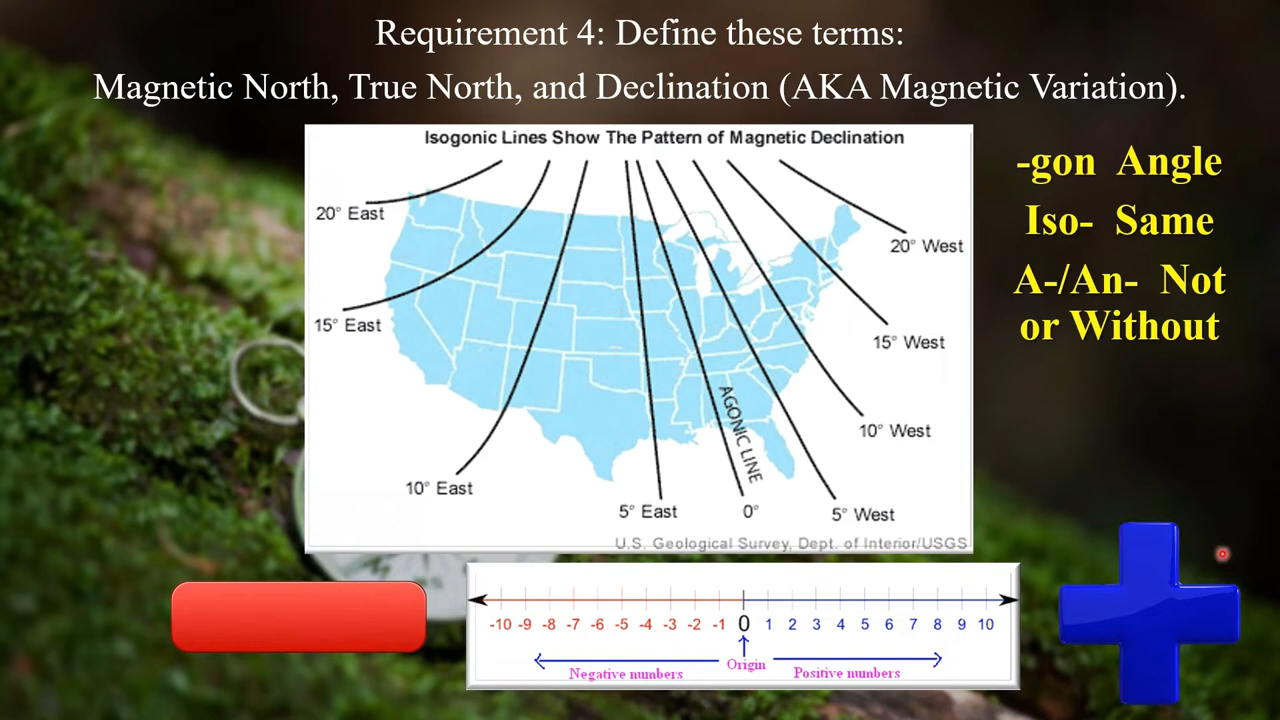 Requirement 4: Define these terms:
Magnetic North, True North, and Declination (AKA Magnetic Variation).
Isogonic Lines Show The Pattern of Magnetic Declination
20° East
15° East
10° East
5° East
AGONIC LINE
0°
5° West
10° West
15° West
20° West
U.S. Geological Survey, Dept. of Interior/USGS
-gon Angle
Iso- Same
A-/An- Not
or Without
-10 -9 -8 -7 -6 -5 -4 -3 -2 -1 0 1 2 3 4 5 6 7 8 9 10
Origin
Negative numbers
Positive numbers